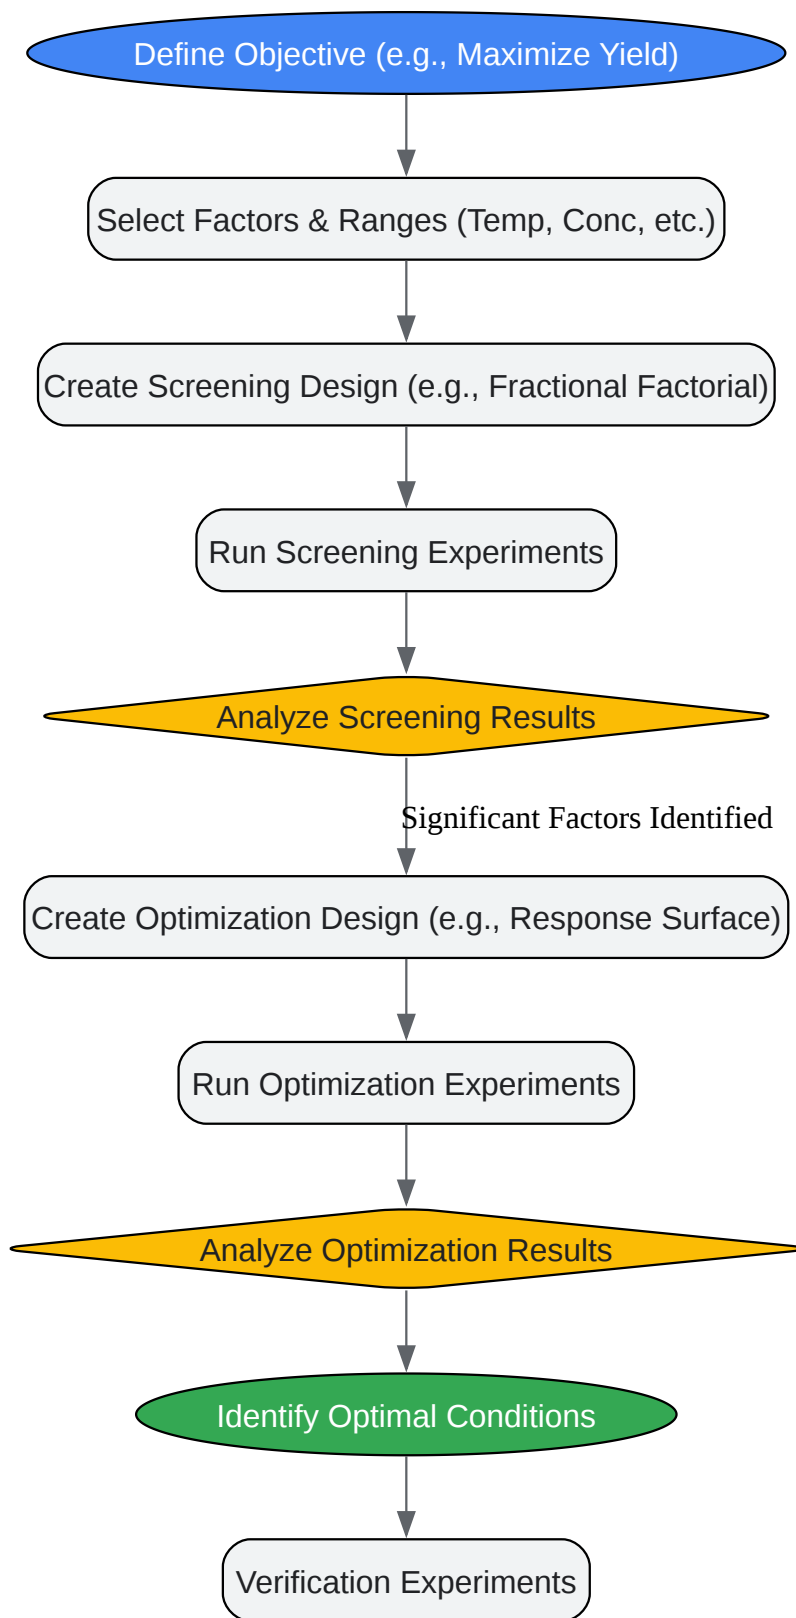 Define Objective (e.g., Maximize Yield)
Select Factors & Ranges (Temp, Conc, etc.)
Create Screening Design (e.g., Fractional Factorial)
Run Screening Experiments
Analyze Screening Results
Significant Factors Identified
Create Optimization Design (e.g., Response Surface)
Run Optimization Experiments
Analyze Optimization Results
Identify Optimal Conditions
Verification Experiments